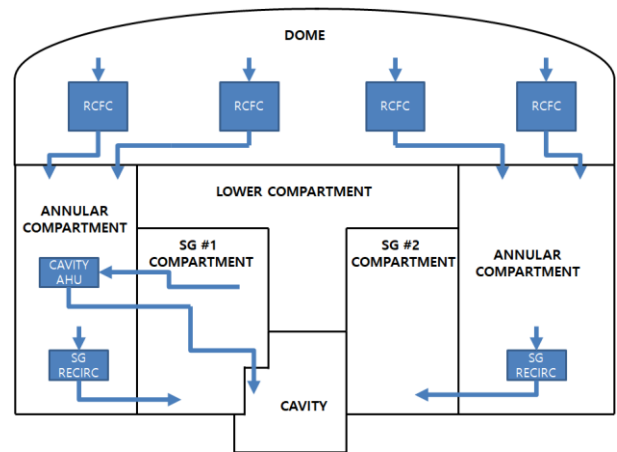 DOME
RCFC
RCFC
RCFC
RCFC
LOWER COMPARTMENT
ANNULAR
COMPARTMENT
SG #1
COMPARTMENT
SG #2
COMPARTMENT
ANNULAR
COMPARTMENT
CAVITY
AHU
SG
RECIRC
SG
RECIRC
CAVITY